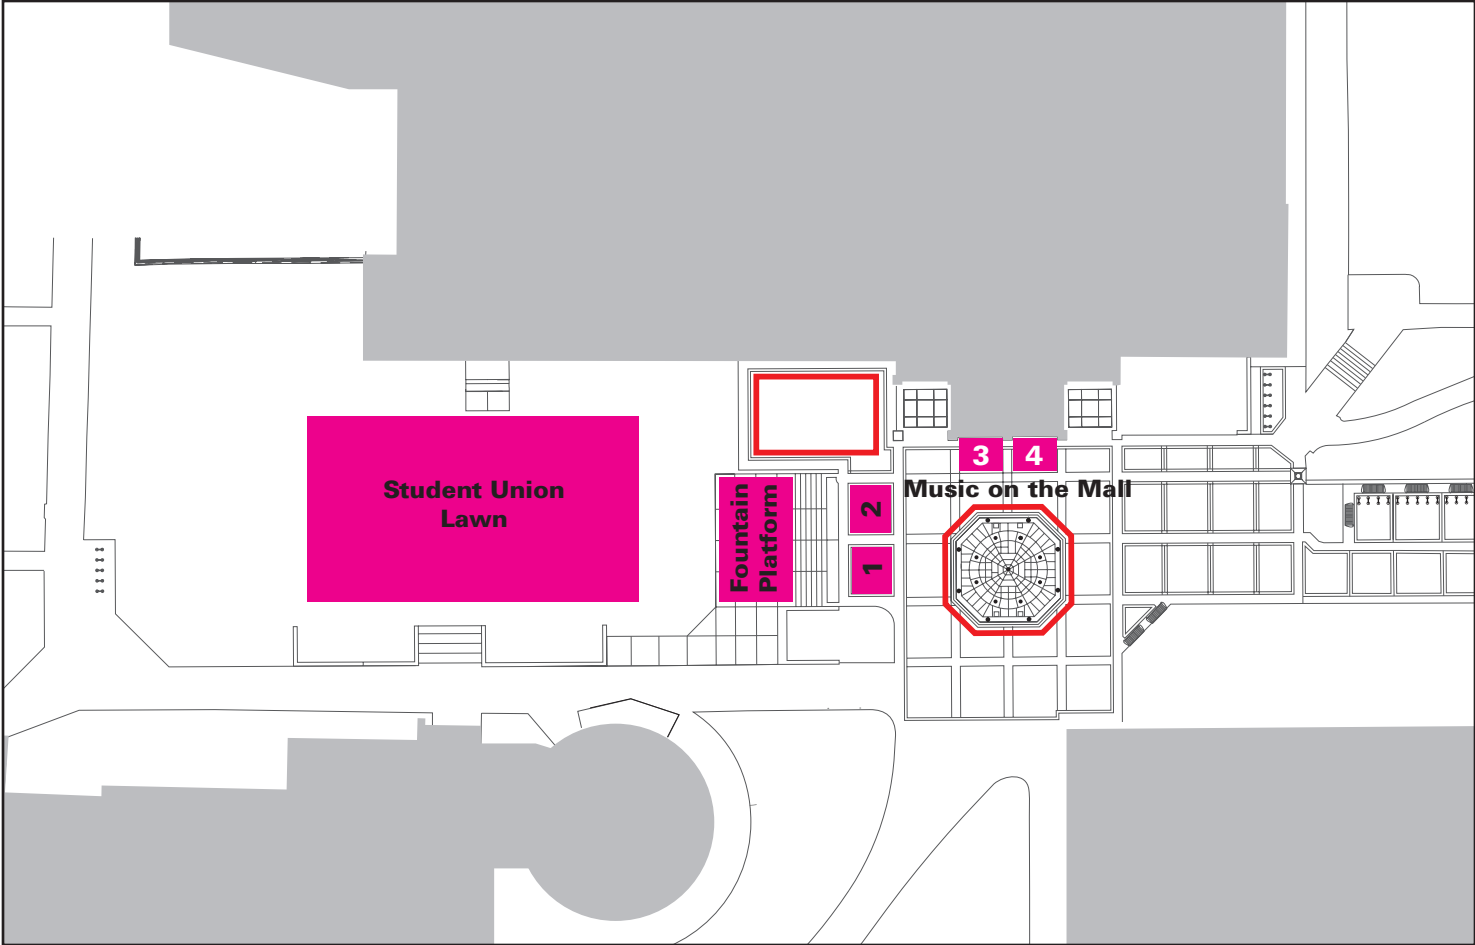 3 4
Music on the Mall
Student Union
Lawn
Fountain
Platform
2
1